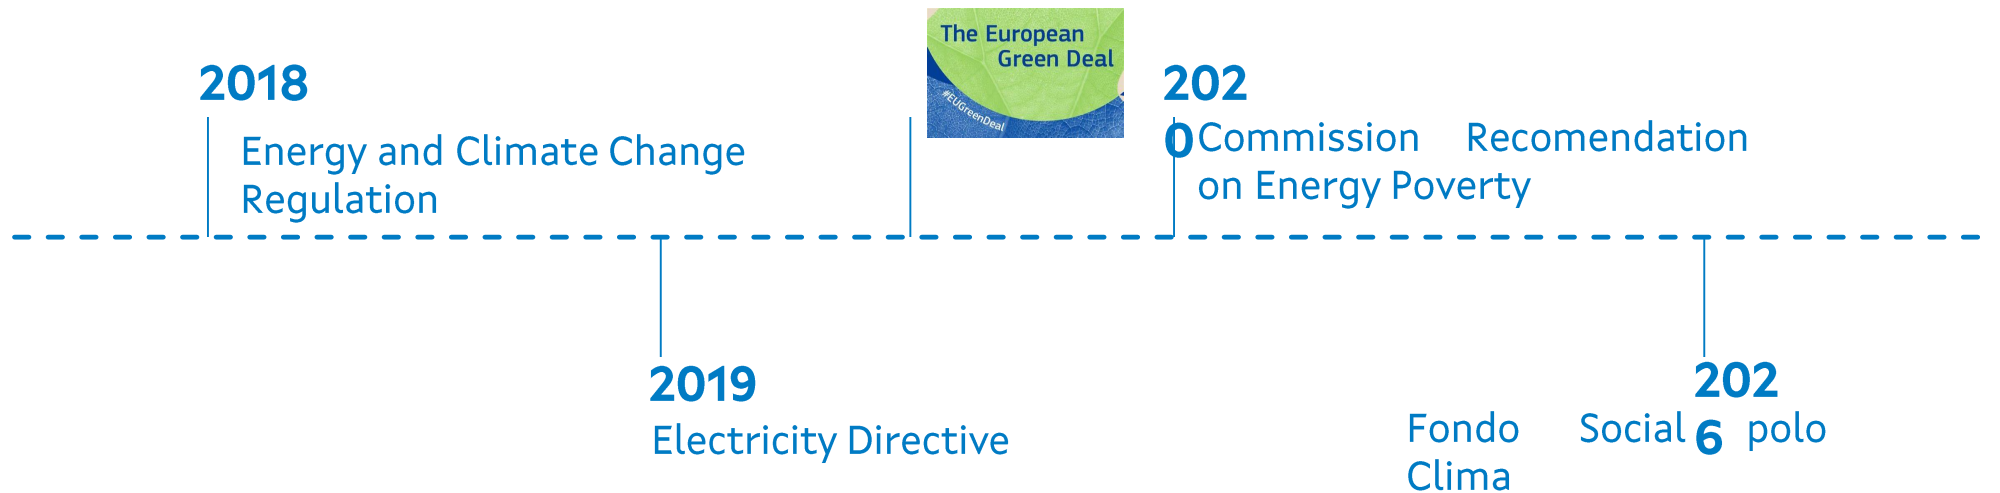 2018
Energy and Climate Change
Regulation
2019
Electricity Directive
The European
Green Deal
#EUGreenDeal
202
0
Commission Recomendation
on Energy Poverty
202
6
Fondo Social polo
Clima